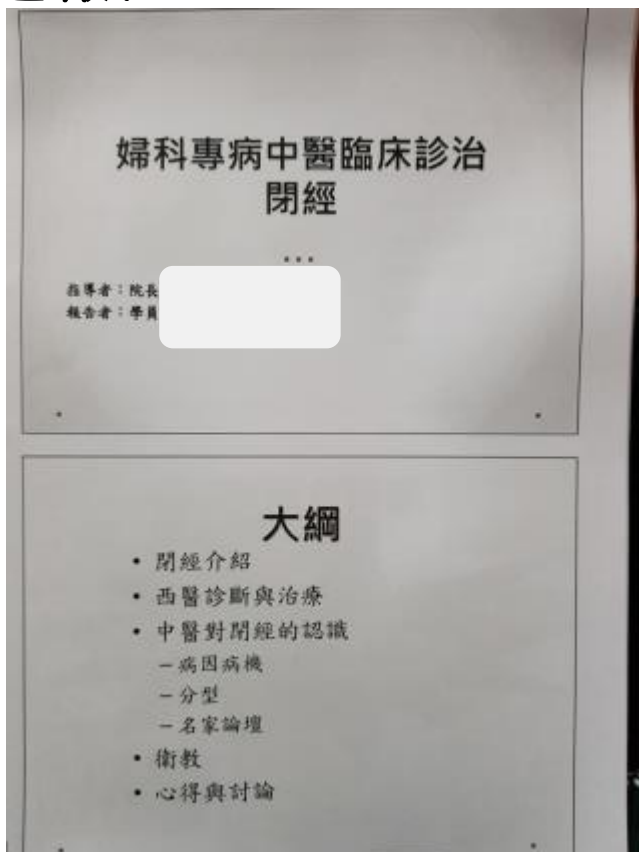 婦科專病中醫臨床診治
閉經
指導者：院長
報告者：學員
大綱
• 閉經介紹
• 西醫診斷與治療
• 中醫對閉經的認識
－病因病機
－分型
－名家論壇
• 衛教
• 心得與討論